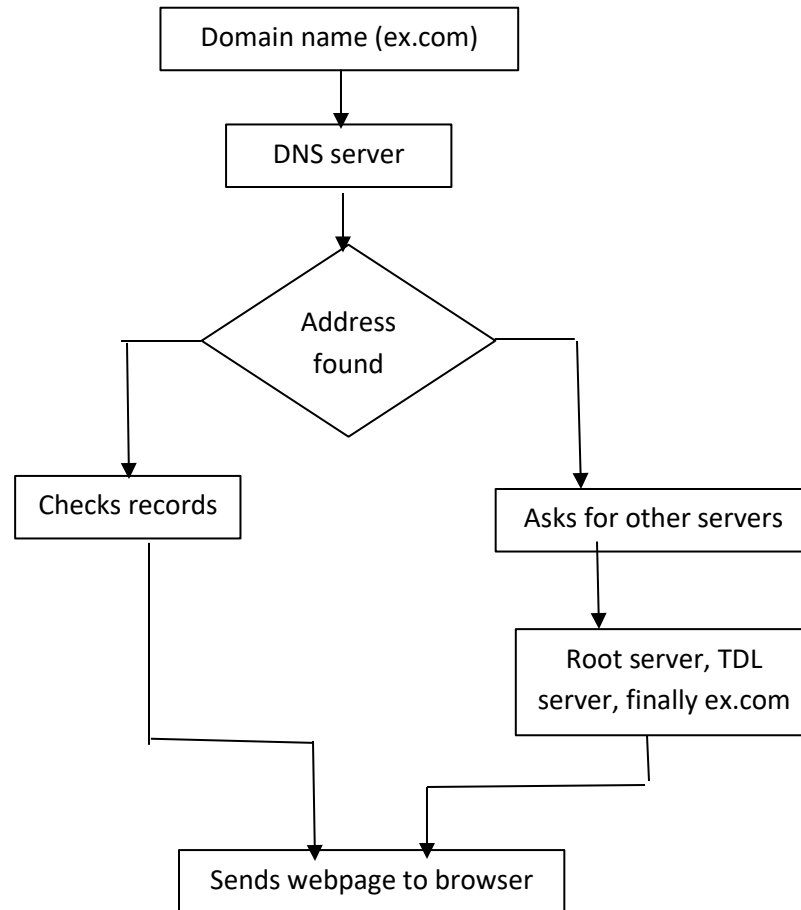 Domain name (ex.com)
DNS server
Address
found
Checks records
Asks for other servers
Root server, TDL
server, finally ex.com
Sends webpage to browser